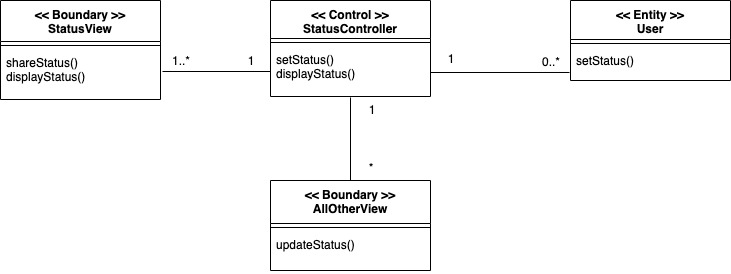 << Boundary >>
StatusView
shareStatus()
displayStatus()
1..*
1
<< Control >>
StatusController
setStatus()
displayStatus()
1
0..*
<< Entity >>
User
setStatus()
1
*
<< Boundary >>
AllOtherView
updateStatus()